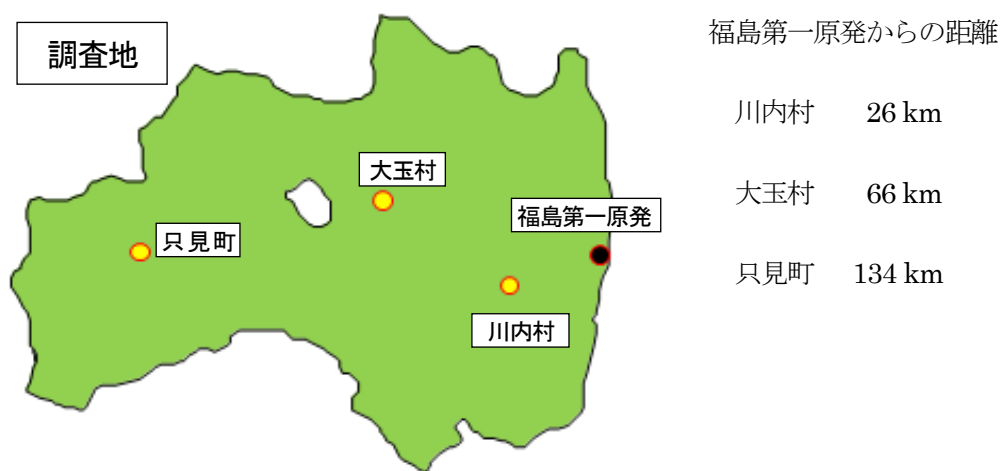 調査地
福島第一原発からの距離
川内村 26 km
大玉村 66 km
只見町 134 km
大玉村
福島第一原発
只見町
川内村